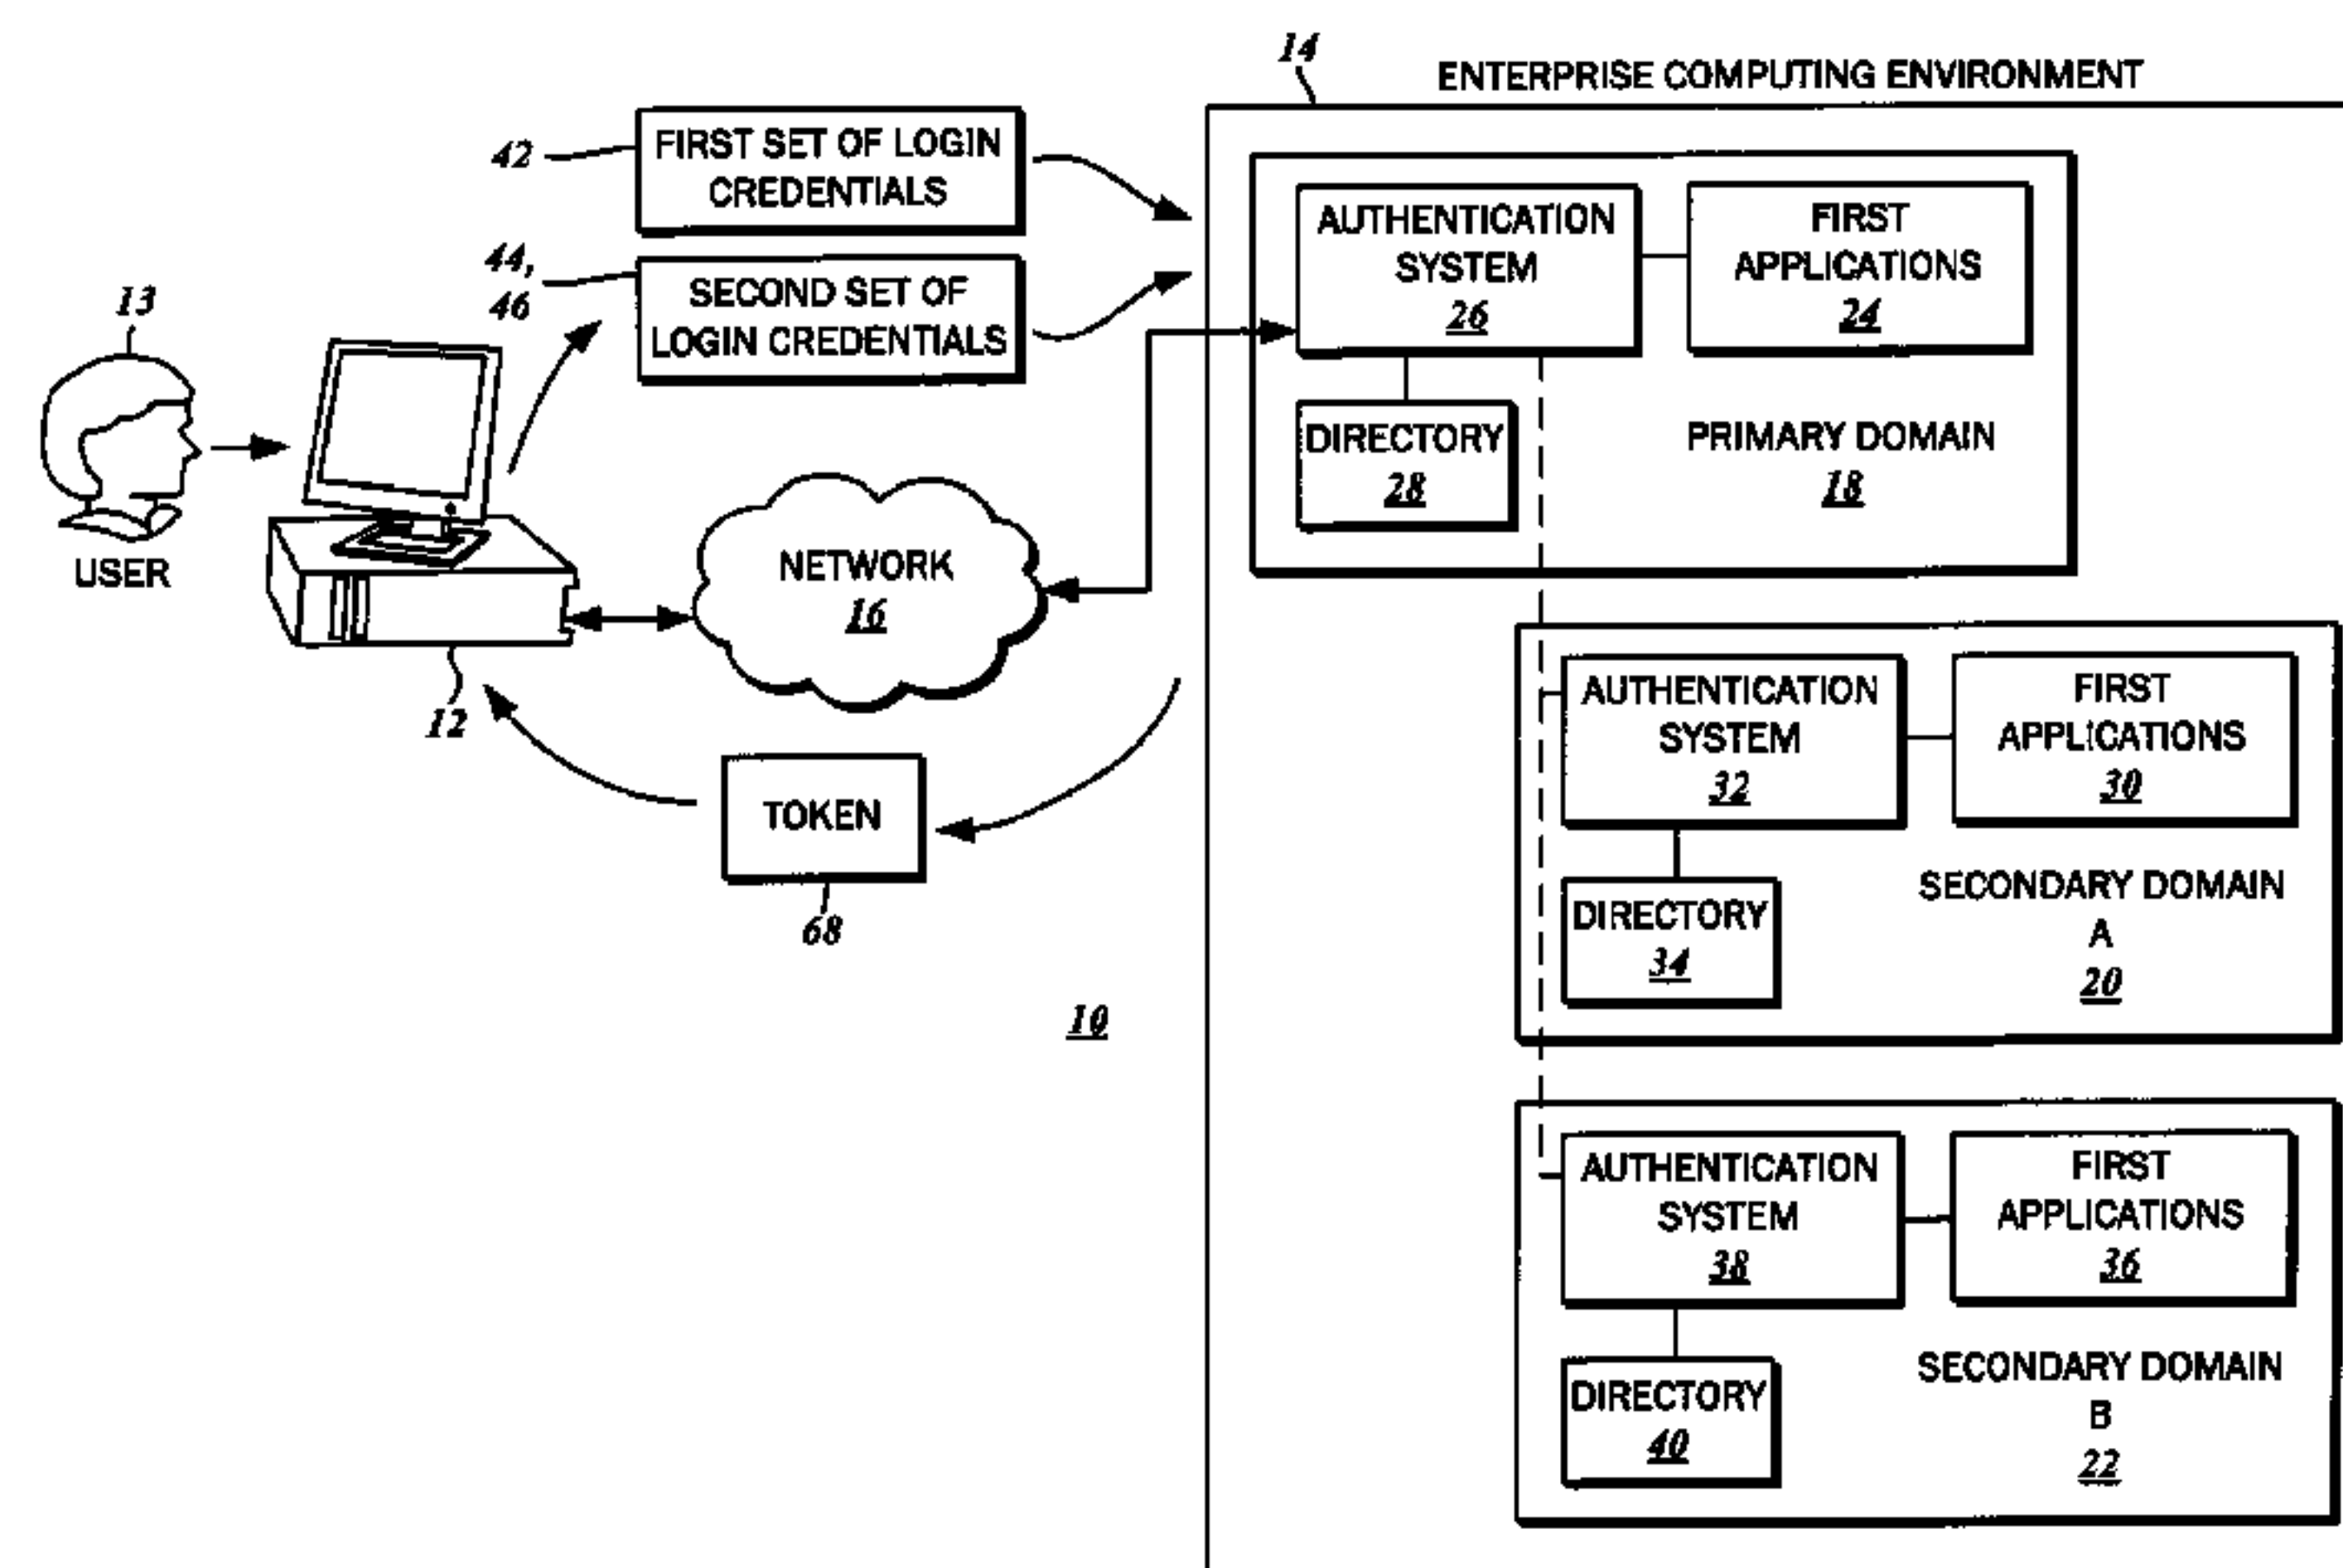 14
ENTERPRISE COMPUTING ENVIRONMENT
42
FIRST SET OF LOGIN
CREDENTIALS
44,
46
SECOND SET OF
LOGIN CREDENTIALS
13
USER
12
NETWORK
16
TOKEN
68
10
AUTHENTICATION
SYSTEM
26
FIRST
APPLICATIONS
24
DIRECTORY
28
PRIMARY DOMAIN
18
AUTHENTICATION
SYSTEM
32
FIRST
APPLICATIONS
30
DIRECTORY
34
SECONDARY DOMAIN
A
20
AUTHENTICATION
SYSTEM
38
FIRST
APPLICATIONS
36
DIRECTORY
40
SECONDARY DOMAIN
B
22